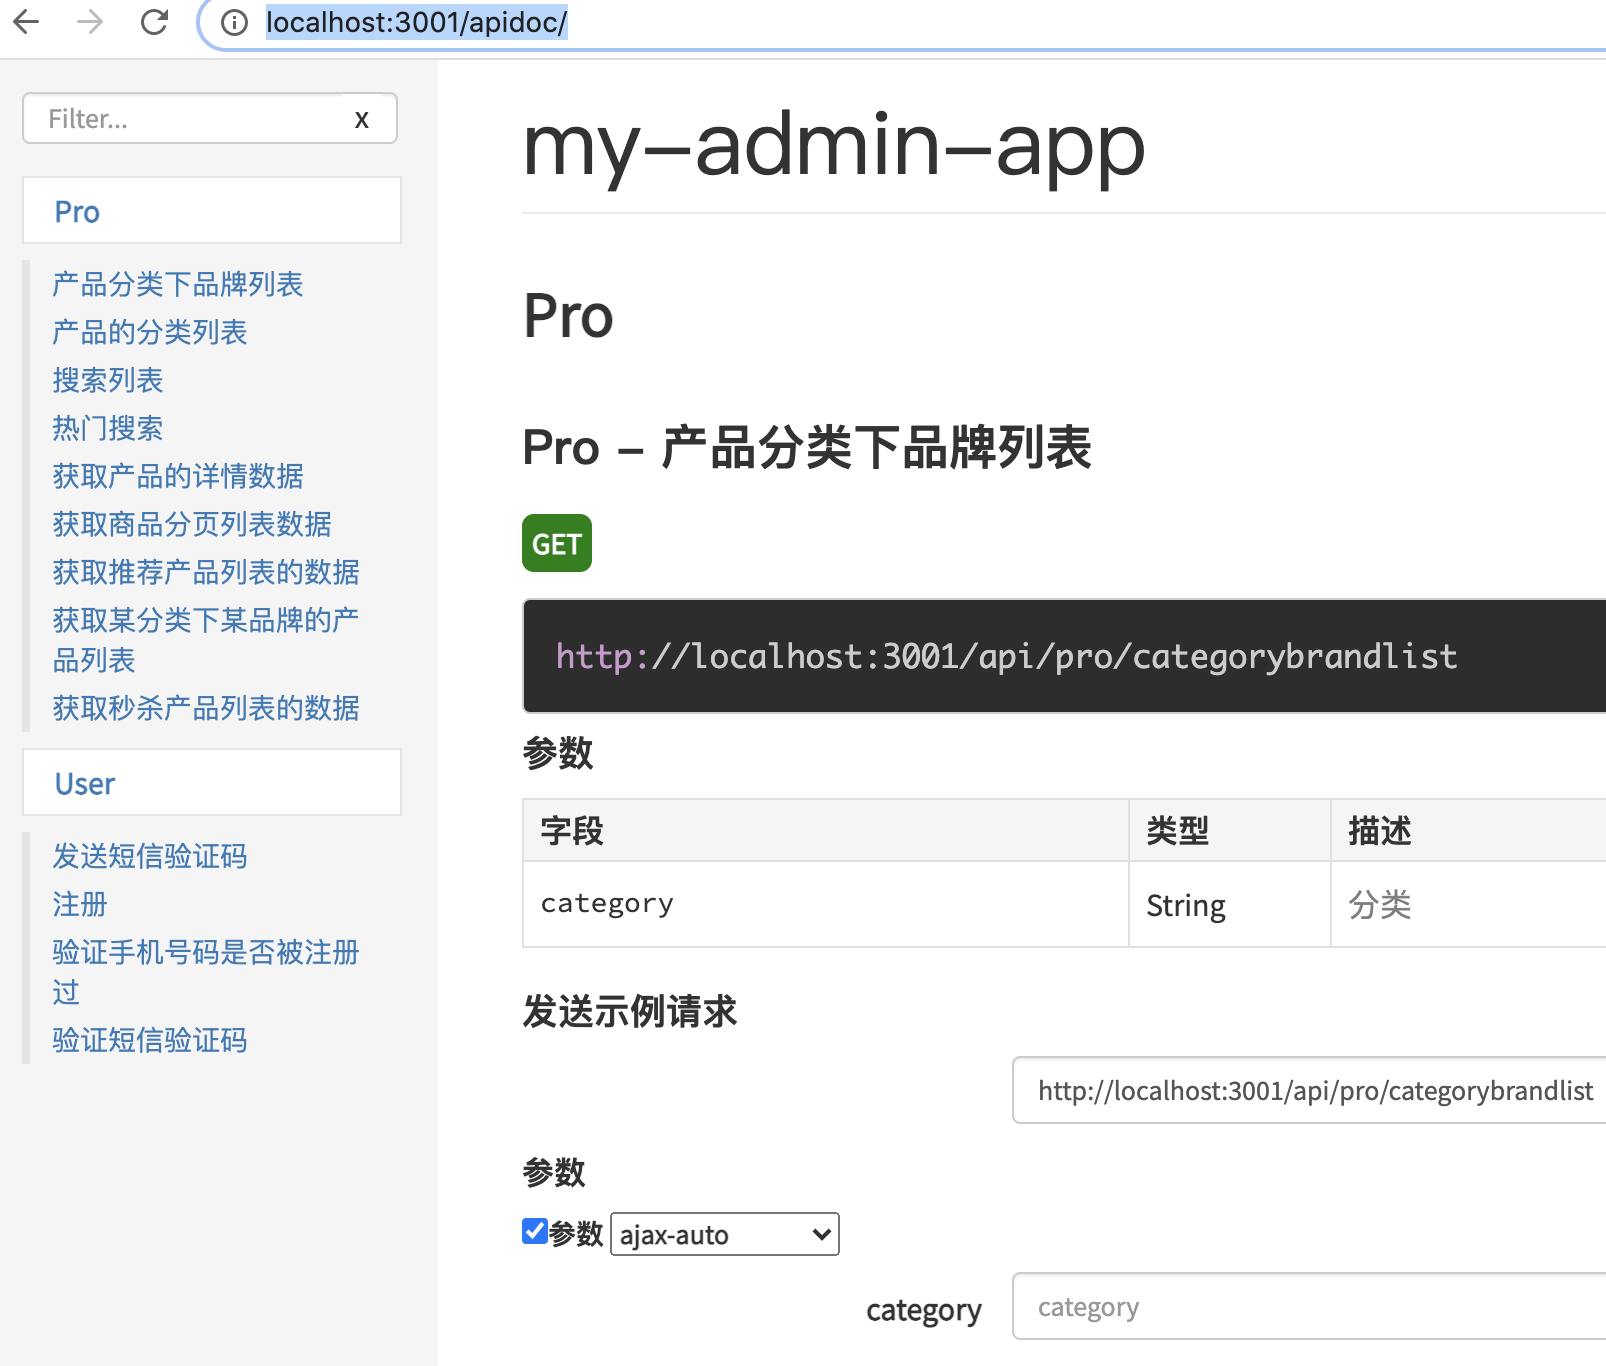 localhost:3001/apidoc/
Filter...
X
Pro
产品分类下品牌列表
产品的分类列表
搜索列表
热门搜索
获取产品的详情数据
获取商品分页列表数据
获取推荐产品列表的数据
获取某分类下某品牌的产
品列表
获取秒杀产品列表的数据
User
发送短信验证码
注册
验证手机号码是否被注册
过
验证短信验证码
my-admin-app
Pro
Pro - 产品分类下品牌列表
GET
http://localhost:3001/api/pro/categorybrandlist
参数
字段 类型 描述
category String 分类
发送示例请求
http://localhost:3001/api/pro/categorybrandlist
参数
参数 ajax-auto
category category